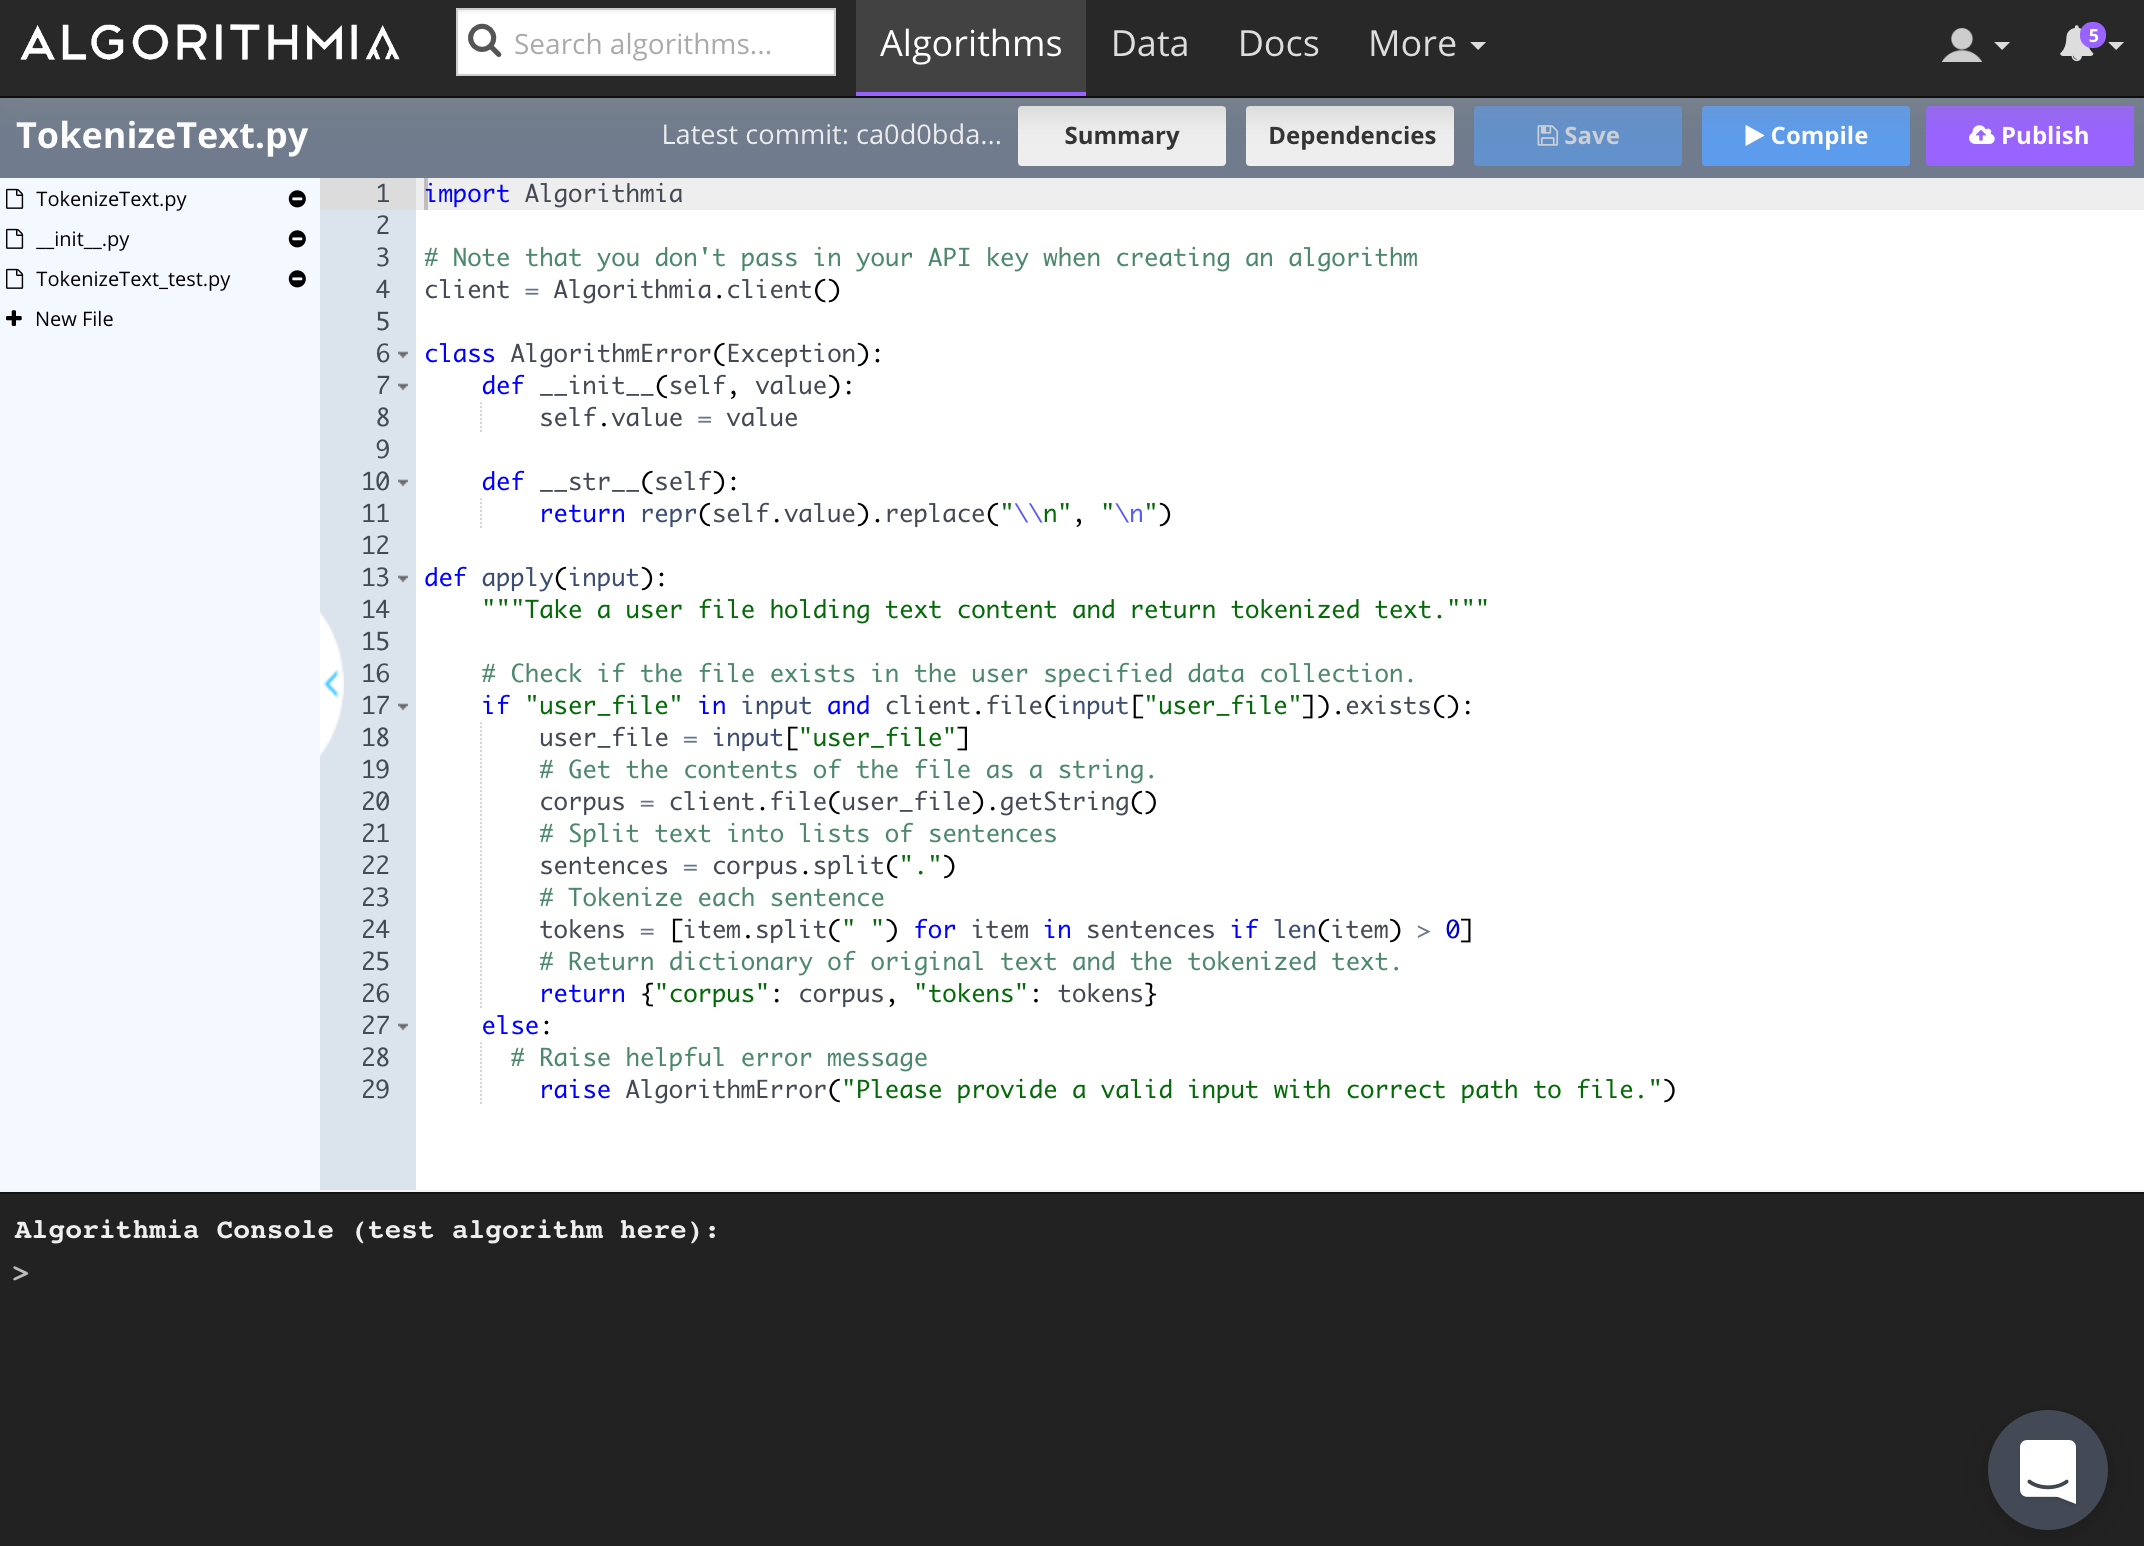 ALGORITHMIA Search algorithms... Algorithms Data Docs More 5
TokenizeText.py Latest commit: ca0d0bda... Summary Dependencies Save Compile Publish
TokenizeText.py
__init__.py
TokenizeText_test.py
New File
1 import Algorithmia
2
3 # Note that you don't pass in your API key when creating an algorithm
4 client = Algorithmia.client()
5
6 class AlgorithmError(Exception):
7     def __init__(self, value):
8         self.value = value
9
10     def __str__(self):
11         return repr(self.value).replace("\\n", "\n")
12
13 def apply(input):
14     """Take a user file holding text content and return tokenized text."""
15
16     # Check if the file exists in the user specified data collection.
17     if "user_file" in input and client.file(input["user_file"]).exists():
18         user_file = input["user_file"]
19         # Get the contents of the file as a string.
20         corpus = client.file(user_file).getString()
21         # Split text into lists of sentences
22         sentences = corpus.split(".")
23         # Tokenize each sentence
24         tokens = [item.split(" ") for item in sentences if len(item) > 0]
25         # Return dictionary of original text and the tokenized text.
26         return {"corpus": corpus, "tokens": tokens}
27     else:
28       # Raise helpful error message
29         raise AlgorithmError("Please provide a valid input with correct path to file.")
Algorithmia Console (test algorithm here):
>